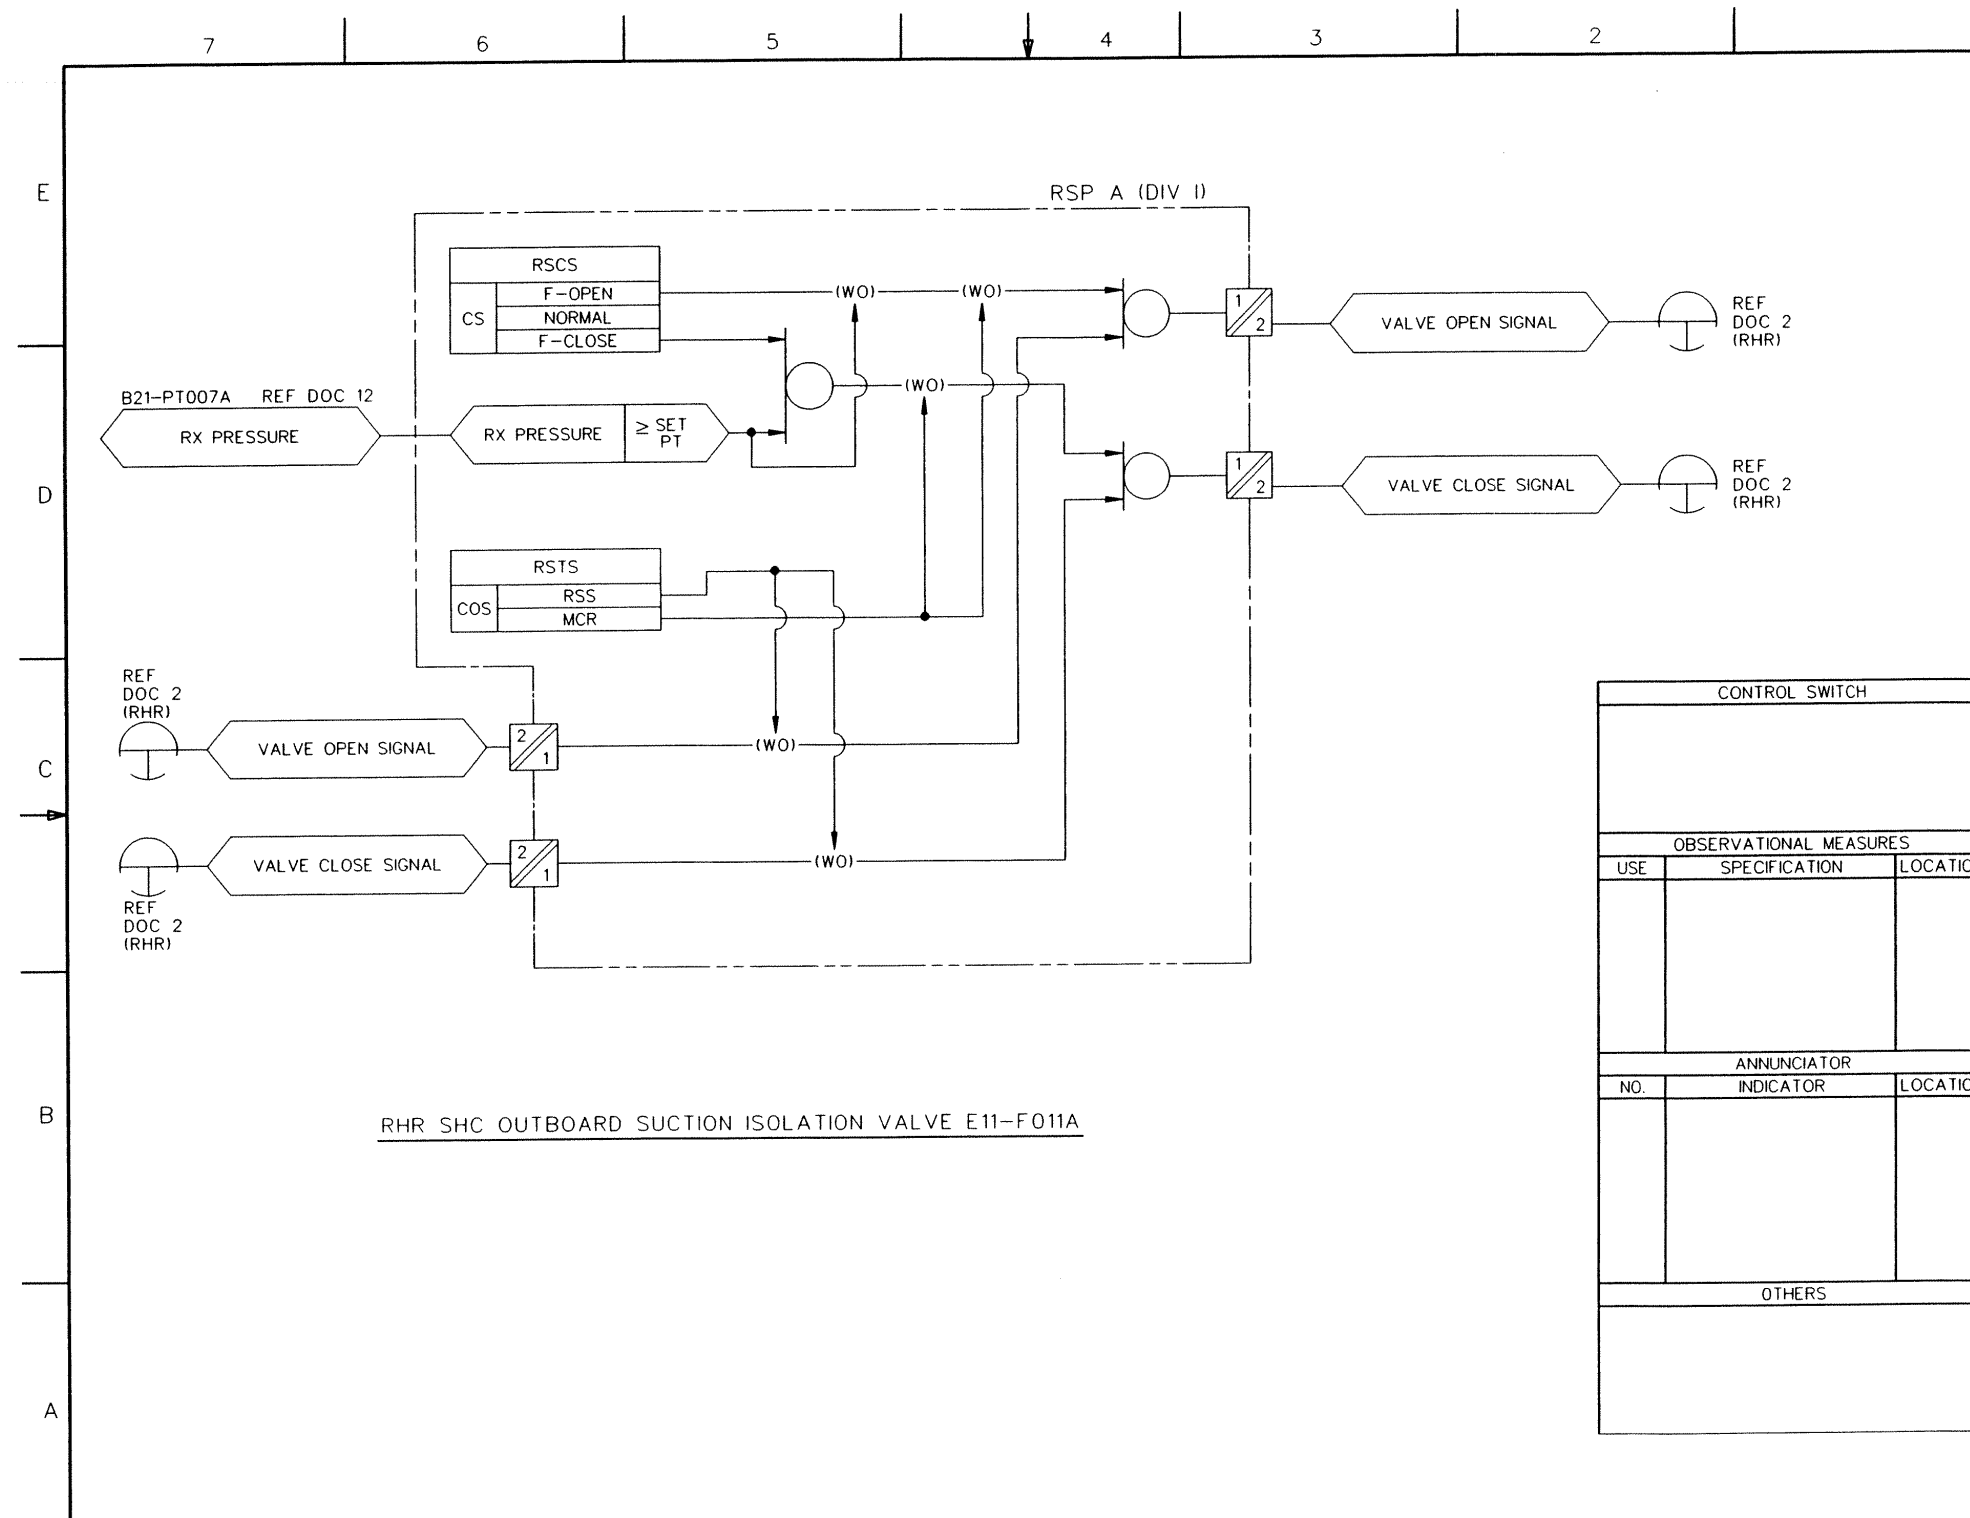 7 6 5 4 3 2
E
D
C
B
A
RSP A (DIV I)
RSCS
CS
F-OPEN
NORMAL
F-CLOSE
(WO) (WO)
(WO)
1
2
VALVE OPEN SIGNAL
REF
DOC 2
(RHR)
B21-PT007A REF DOC 12
RX PRESSURE
RX PRESSURE
≥ SET
PT
1
2
VALVE CLOSE SIGNAL
REF
DOC 2
(RHR)
RSTS
COS
RSS
MCR
REF
DOC 2
(RHR)
VALVE OPEN SIGNAL
2
1
(WO)
VALVE CLOSE SIGNAL
2
1
(WO)
REF
DOC 2
(RHR)
RHR SHC OUTBOARD SUCTION ISOLATION VALVE E11-F011A
CONTROL SWITCH
OBSERVATIONAL MEASURES
USE SPECIFICATION LOCATIO
ANNUNCIATOR
NO. INDICATOR LOCATIO
OTHERS